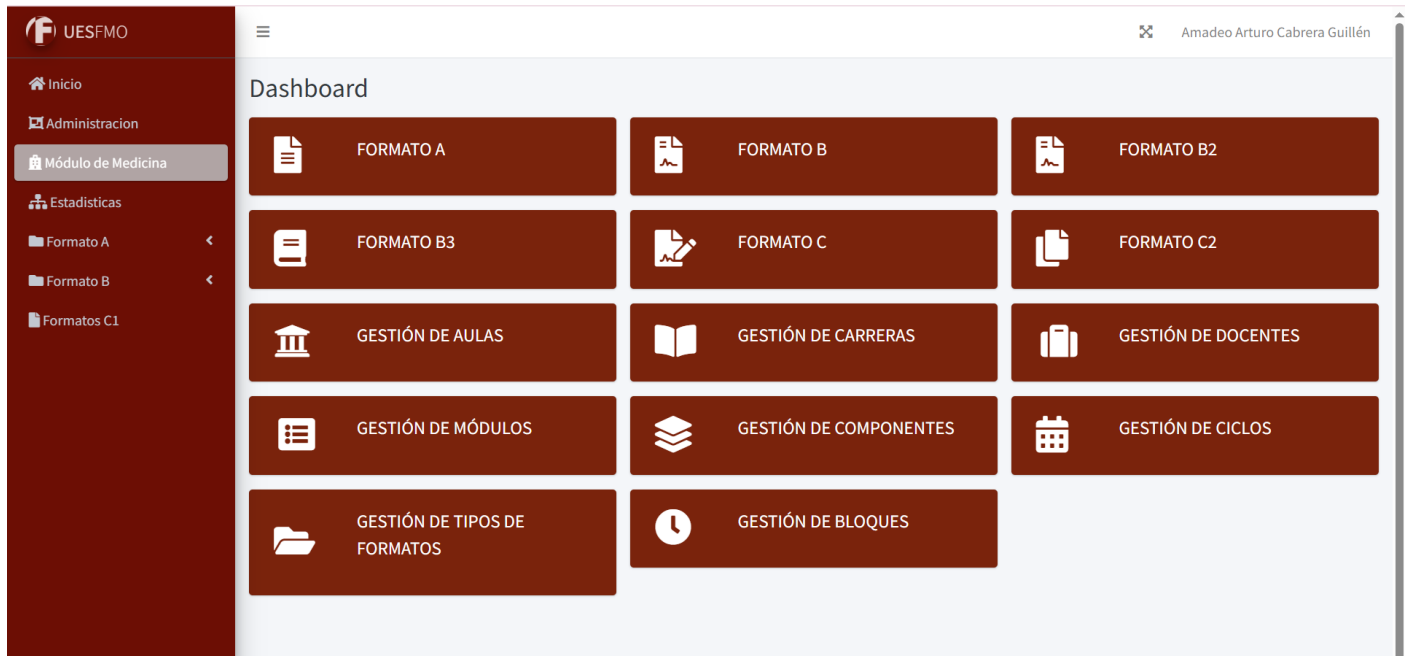 UESFMO
Amadeo Arturo Cabrera Guillén
Inicio
Administracion
Módulo de Medicina
Estadisticas
Formato A
Formato B
Formatos C1
Dashboard
FORMATO A
FORMATO B
FORMATO B2
FORMATO B3
FORMATO C
FORMATO C2
GESTIÓN DE AULAS
GESTIÓN DE CARRERAS
GESTIÓN DE DOCENTES
GESTIÓN DE MÓDULOS
GESTIÓN DE COMPONENTES
GESTIÓN DE CICLOS
GESTIÓN DE TIPOS DE
FORMATOS
GESTIÓN DE BLOQUES